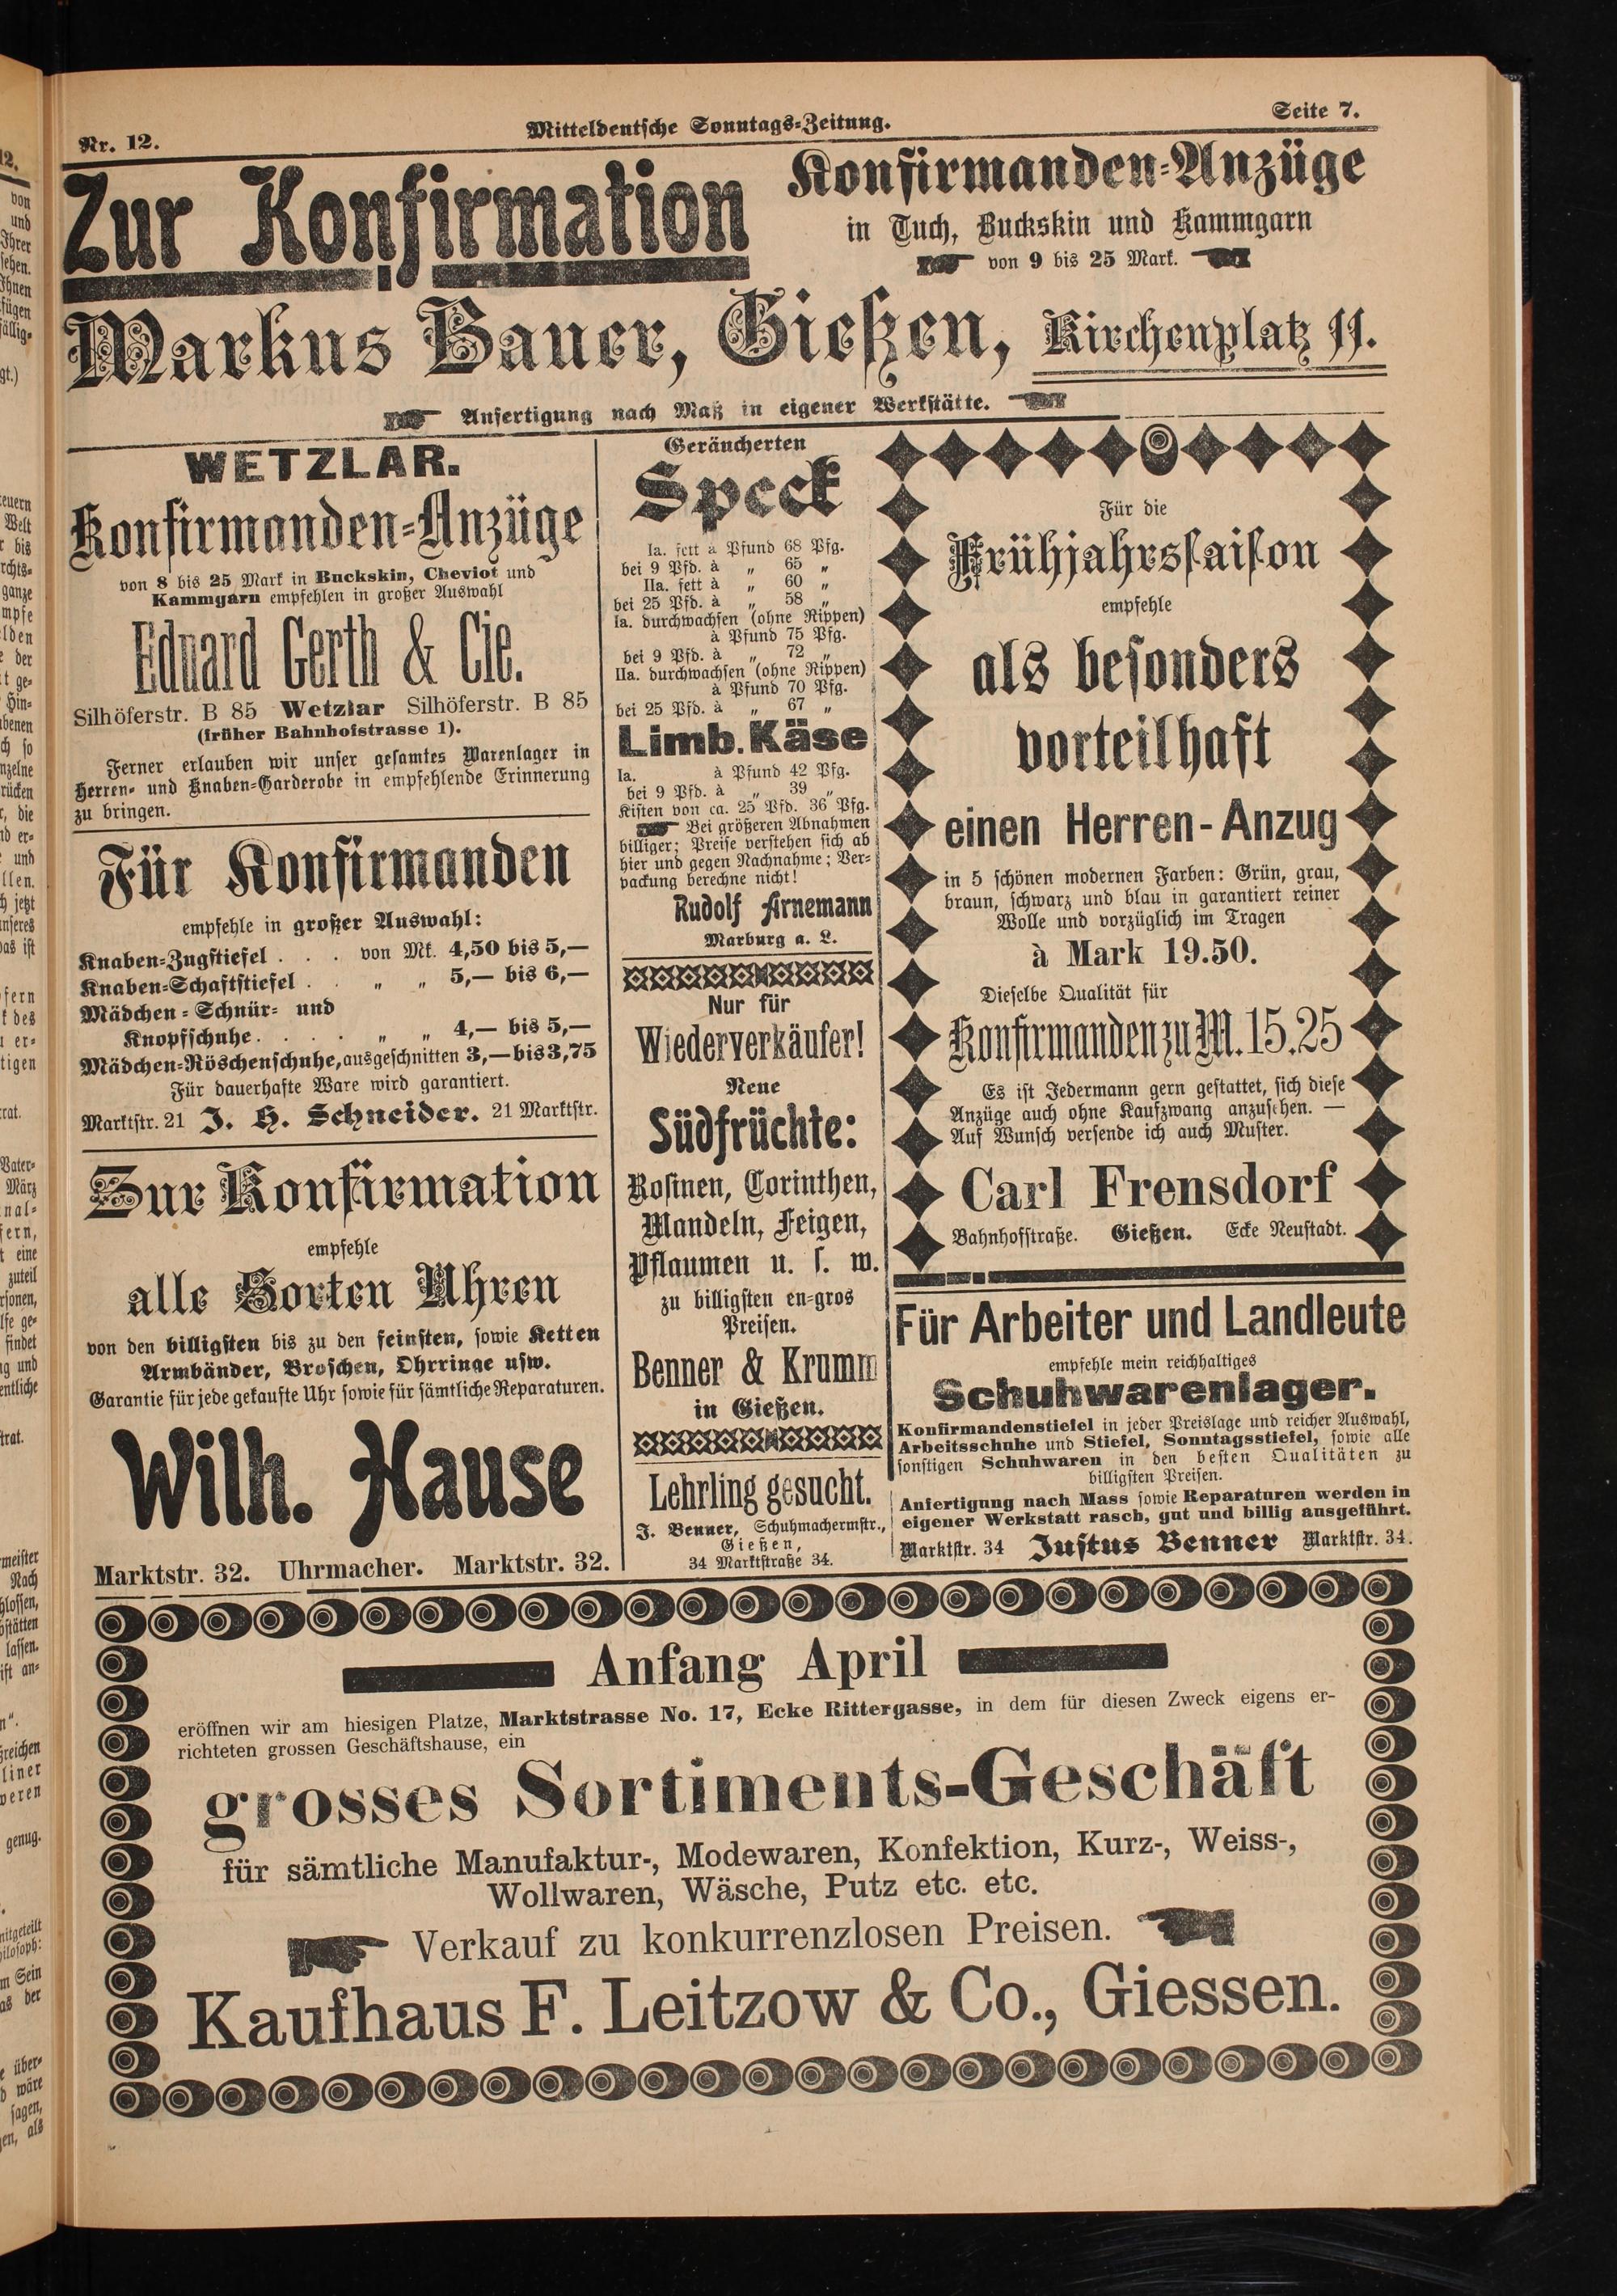 Nr. 12.
Mitteldeutsche Sonntags-Zeitung.
Seite 7.
Zur Konfirmation
Konfirmanden-Anzüge
in Tuch, Buckskin und Kammgarn
von 9 bis 25 Mark.
Markus Bauer, Gießen, Kirchenplatz 11.
Anfertigung nach Maß in eigener Werkstätte.
WETZLAR.
Konfirmanden-Anzüge
von 8 bis 25 Mark in Buckskin, Cheviot und
Kammgarn empfehlen in großer Auswahl
Eduard Gerth & Cie.
Silhöferstr. B 85 Wetzlar Silhöferstr. B 85
(früher Bahnhofstrasse 1).
Ferner erlauben wir unser gesamtes Warenlager in
Herren- und Knaben-Garderobe in empfehlende Erinnerung
zu bringen.
Für Konfirmanden
empfehle in großer Auswahl:
Knaben-Zugstiefel . . . von Mk. 4,50 bis 5,—
Knaben-Schaftstiefel . . „ „ 5,— bis 6,—
Mädchen-Schnür- und
Knopfschuhe. . . . „ „ 4,— bis 5,—
Mädchen-Röschenschuhe, ausgeschnitten 3,— bis 3,75
Für dauerhafte Ware wird garantiert.
Marktstr. 21 J. H. Schneider. 21 Marktstr.
Zur Konfirmation
empfehle
alle Sorten Uhren
von den billigsten bis zu den feinsten, sowie Ketten
Armbänder, Broschen, Ohrringe usw.
Garantie für jede gekaufte Uhr sowie für sämtliche Reparaturen.
Wilh. Hause
Marktstr. 32. Uhrmacher. Marktstr. 32.
Geräucherten
Speck
Ia. fett à Pfund 68 Pfg.
bei 9 Pfd. à „ 65 „
IIa. fett à „ 60 „
bei 25 Pfd. à „ 58 „
Ia. durchwachsen (ohne Rippen)
à Pfund 75 Pfg.
bei 9 Pfd. à „ 72 „
IIa. durchwachsen (ohne Rippen)
à Pfund 70 Pfg.
bei 25 Pfd. à „ 67 „
Limb. Käse
Ia. à Pfund 42 Pfg.
bei 9 Pfd. à „ 39 „
Kisten von ca. 25 Pfd. 36 Pfg.
Bei größeren Abnahmen
billiger; Preise verstehen sich ab
hier und gegen Nachnahme; Ver-
packung berechne nicht!
Rudolf Arnemann
Marburg a. L.
Nur für
Wiederverkäufer!
Neue
Südfrüchte:
Rosinen, Corinthen,
Mandeln, Feigen,
Pflaumen u. s. w.
zu billigsten en-gros
Preisen.
Benner & Krumm
in Gießen.
Lehrling gesucht.
J. Benner, Schuhmachermstr.,
Gießen,
34 Marktstraße 34.
Für die
Frühjahrssaison
empfehle
als besonders
vorteilhaft
einen Herren-Anzug
in 5 schönen modernen Farben: Grün, grau,
braun, schwarz und blau in garantiert reiner
Wolle und vorzüglich im Tragen
à Mark 19.50.
Dieselbe Qualität für
Konfirmanden zu M. 15.25
Es ist Jedermann gern gestattet, sich diese
Anzüge auch ohne Kaufzwang anzusehen. —
Auf Wunsch versende ich auch Muster.
Carl Frensdorf
Bahnhofstraße. Gießen. Ecke Neustadt.
Für Arbeiter und Landleute
empfehle mein reichhaltiges
Schuhwarenlager.
Konfirmandenstiefel in jeder Preislage und reicher Auswahl,
Arbeitsschuhe und Stiefel, Sonntagsstiefel, sowie alle
sonstigen Schuhwaren in den besten Qualitäten zu
billigsten Preisen.
Anfertigung nach Mass sowie Reparaturen werden in
eigener Werkstatt rasch, gut und billig ausgeführt.
Marktstr. 34 Justus Benner Marktstr. 34.
Anfang April
eröffnen wir am hiesigen Platze, Marktstrasse No. 17, Ecke Rittergasse, in dem für diesen Zweck eigens er-
richteten grossen Geschäftshause, ein
grosses Sortiments-Geschäft
für sämtliche Manufaktur-, Modewaren, Konfektion, Kurz-, Weiss-,
Wollwaren, Wäsche, Putz etc. etc.
Verkauf zu konkurrenzlosen Preisen.
Kaufhaus F. Leitzow & Co., Giessen.